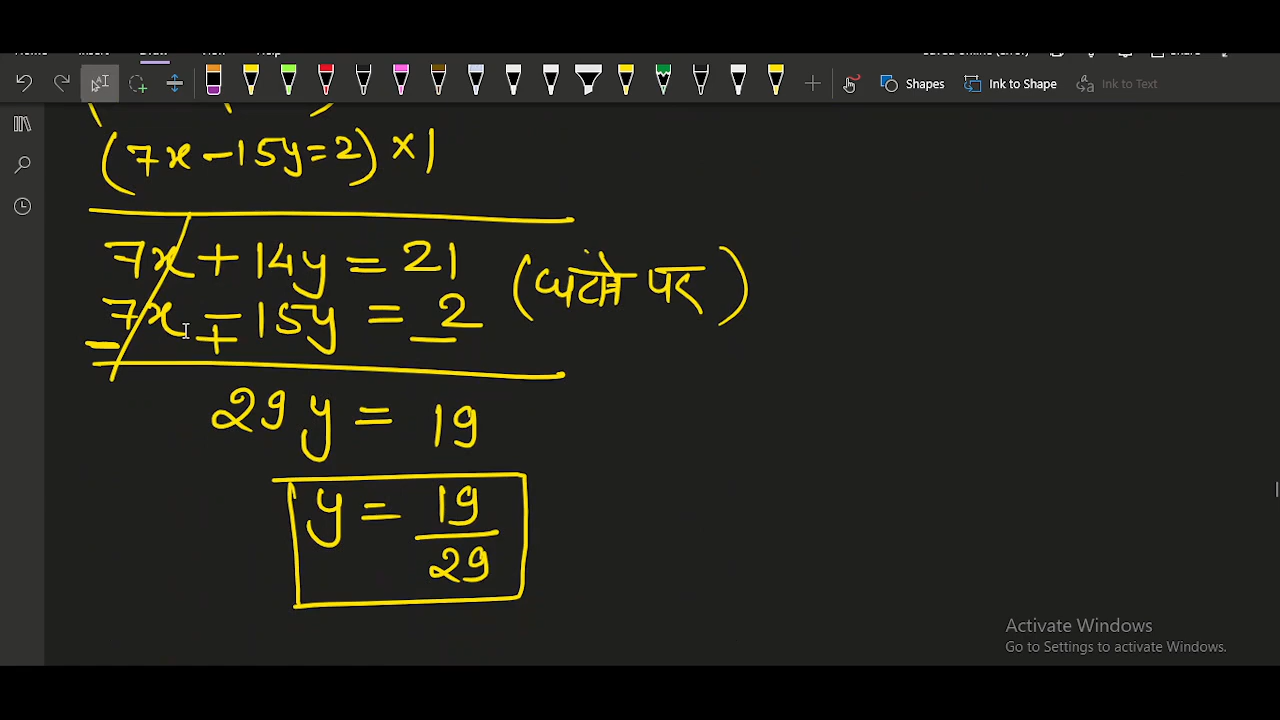 Share
Shapes
Ink to Shape
Ink to Text
(7x - 15y = 2) × 1
7x + 14y = 21 (घटाने पर)
7x - 15y = 2
- + -
29y = 19
y = 19/29
Activate Windows
Go to Settings to activate Windows.